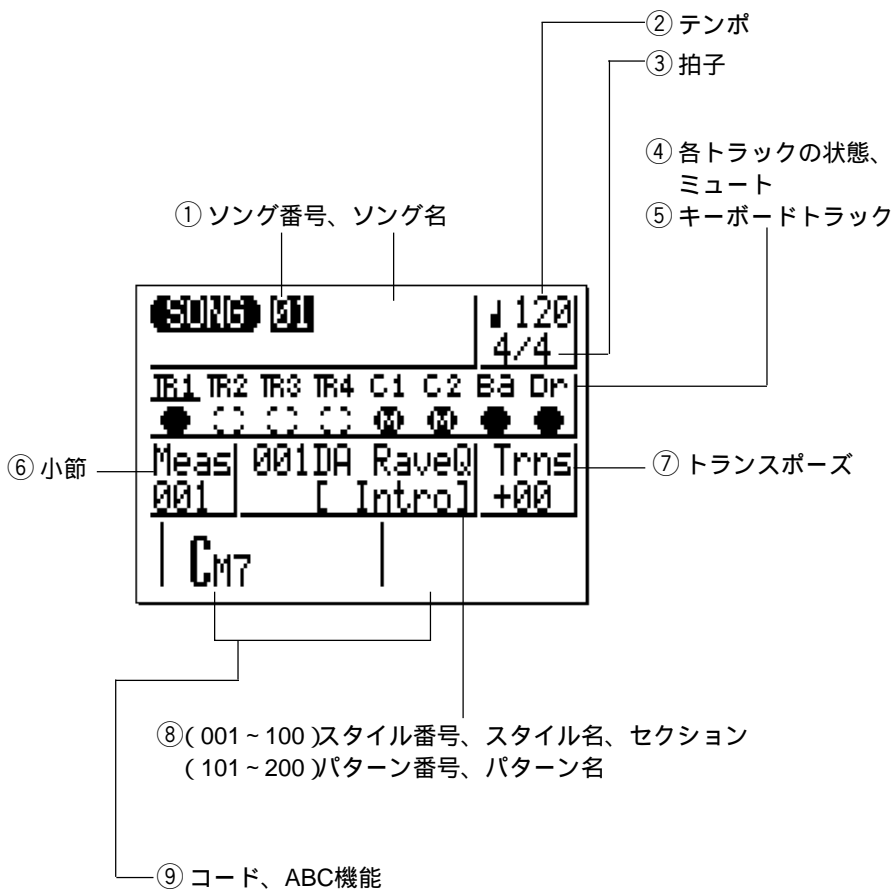 ② テンポ
③ 拍子
④ 各トラックの状態、
ミュート
① ソング番号、ソング名
⑤ キーボードトラック
SONG 01
♩120
4/4
TR1 TR2 TR3 TR4 C1 C2 Ba Dr
M M
⑥ 小節
Meas 001DA RaveQ Trns
001 [ Intro] +00
⑦ トランスポーズ
CM7
⑧(001~100)スタイル番号、スタイル名、セクション
(101~200)パターン番号、パターン名
⑨ コード、ABC機能